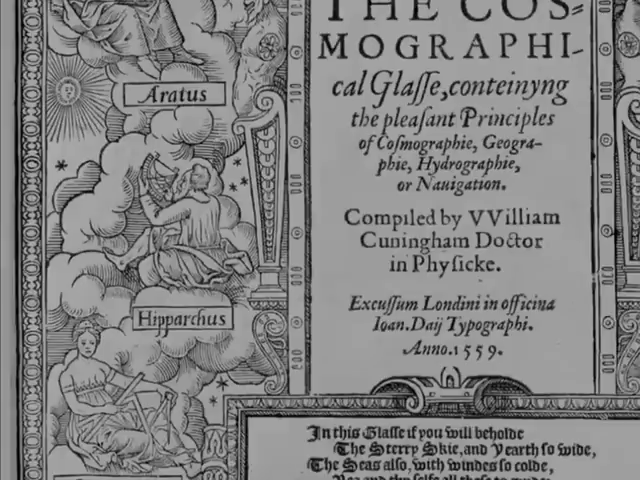 THE COS=
MOGRAPHI-
cal Glaſſe, conteinyng
the pleaſant Principles
of Coſmographie, Geogra-
phie, Hydrographie,
or Nauigation.
Compiled by VVilliam
Cuningham Doctor
in Phyſicke.
Excuſſum Londini in officina
Ioan. Daij Typographi.
Anno. 1559.
Aratus
Hipparchus
In this Glaſſe if you will beholde
The Sterry Skie, and Yearth ſo wide,
The Seas alſo, with windes ſo colde,